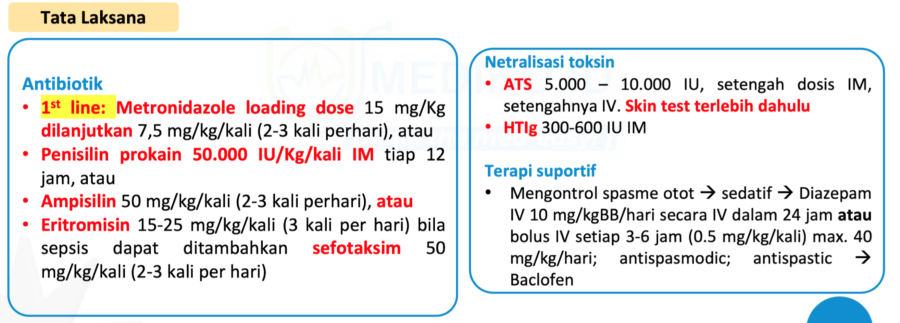 Tata Laksana
Antibiotik
• 1st line: Metronidazole loading dose 15 mg/Kg
dilanjutkan 7,5 mg/kg/kali (2-3 kali perhari), atau
• Penisilin prokain 50.000 IU/Kg/kali IM tiap 12
jam, atau
• Ampisilin 50 mg/kg/kali (2-3 kali perhari), atau
• Eritromisin 15-25 mg/kg/kali (3 kali per hari) bila
sepsis dapat ditambahkan sefotaksim 50
mg/kg/kali (2-3 kali per hari)
Netralisasi toksin
• ATS 5.000 – 10.000 IU, setengah dosis IM,
setengahnya IV. Skin test terlebih dahulu
• HTIg 300-600 IU IM
Terapi suportif
• Mengontrol spasme otot → sedatif → Diazepam
IV 10 mg/kgBB/hari secara IV dalam 24 jam atau
bolus IV setiap 3-6 jam (0.5 mg/kg/kali) max. 40
mg/kg/hari; antispasmodic; antispastic →
Baclofen